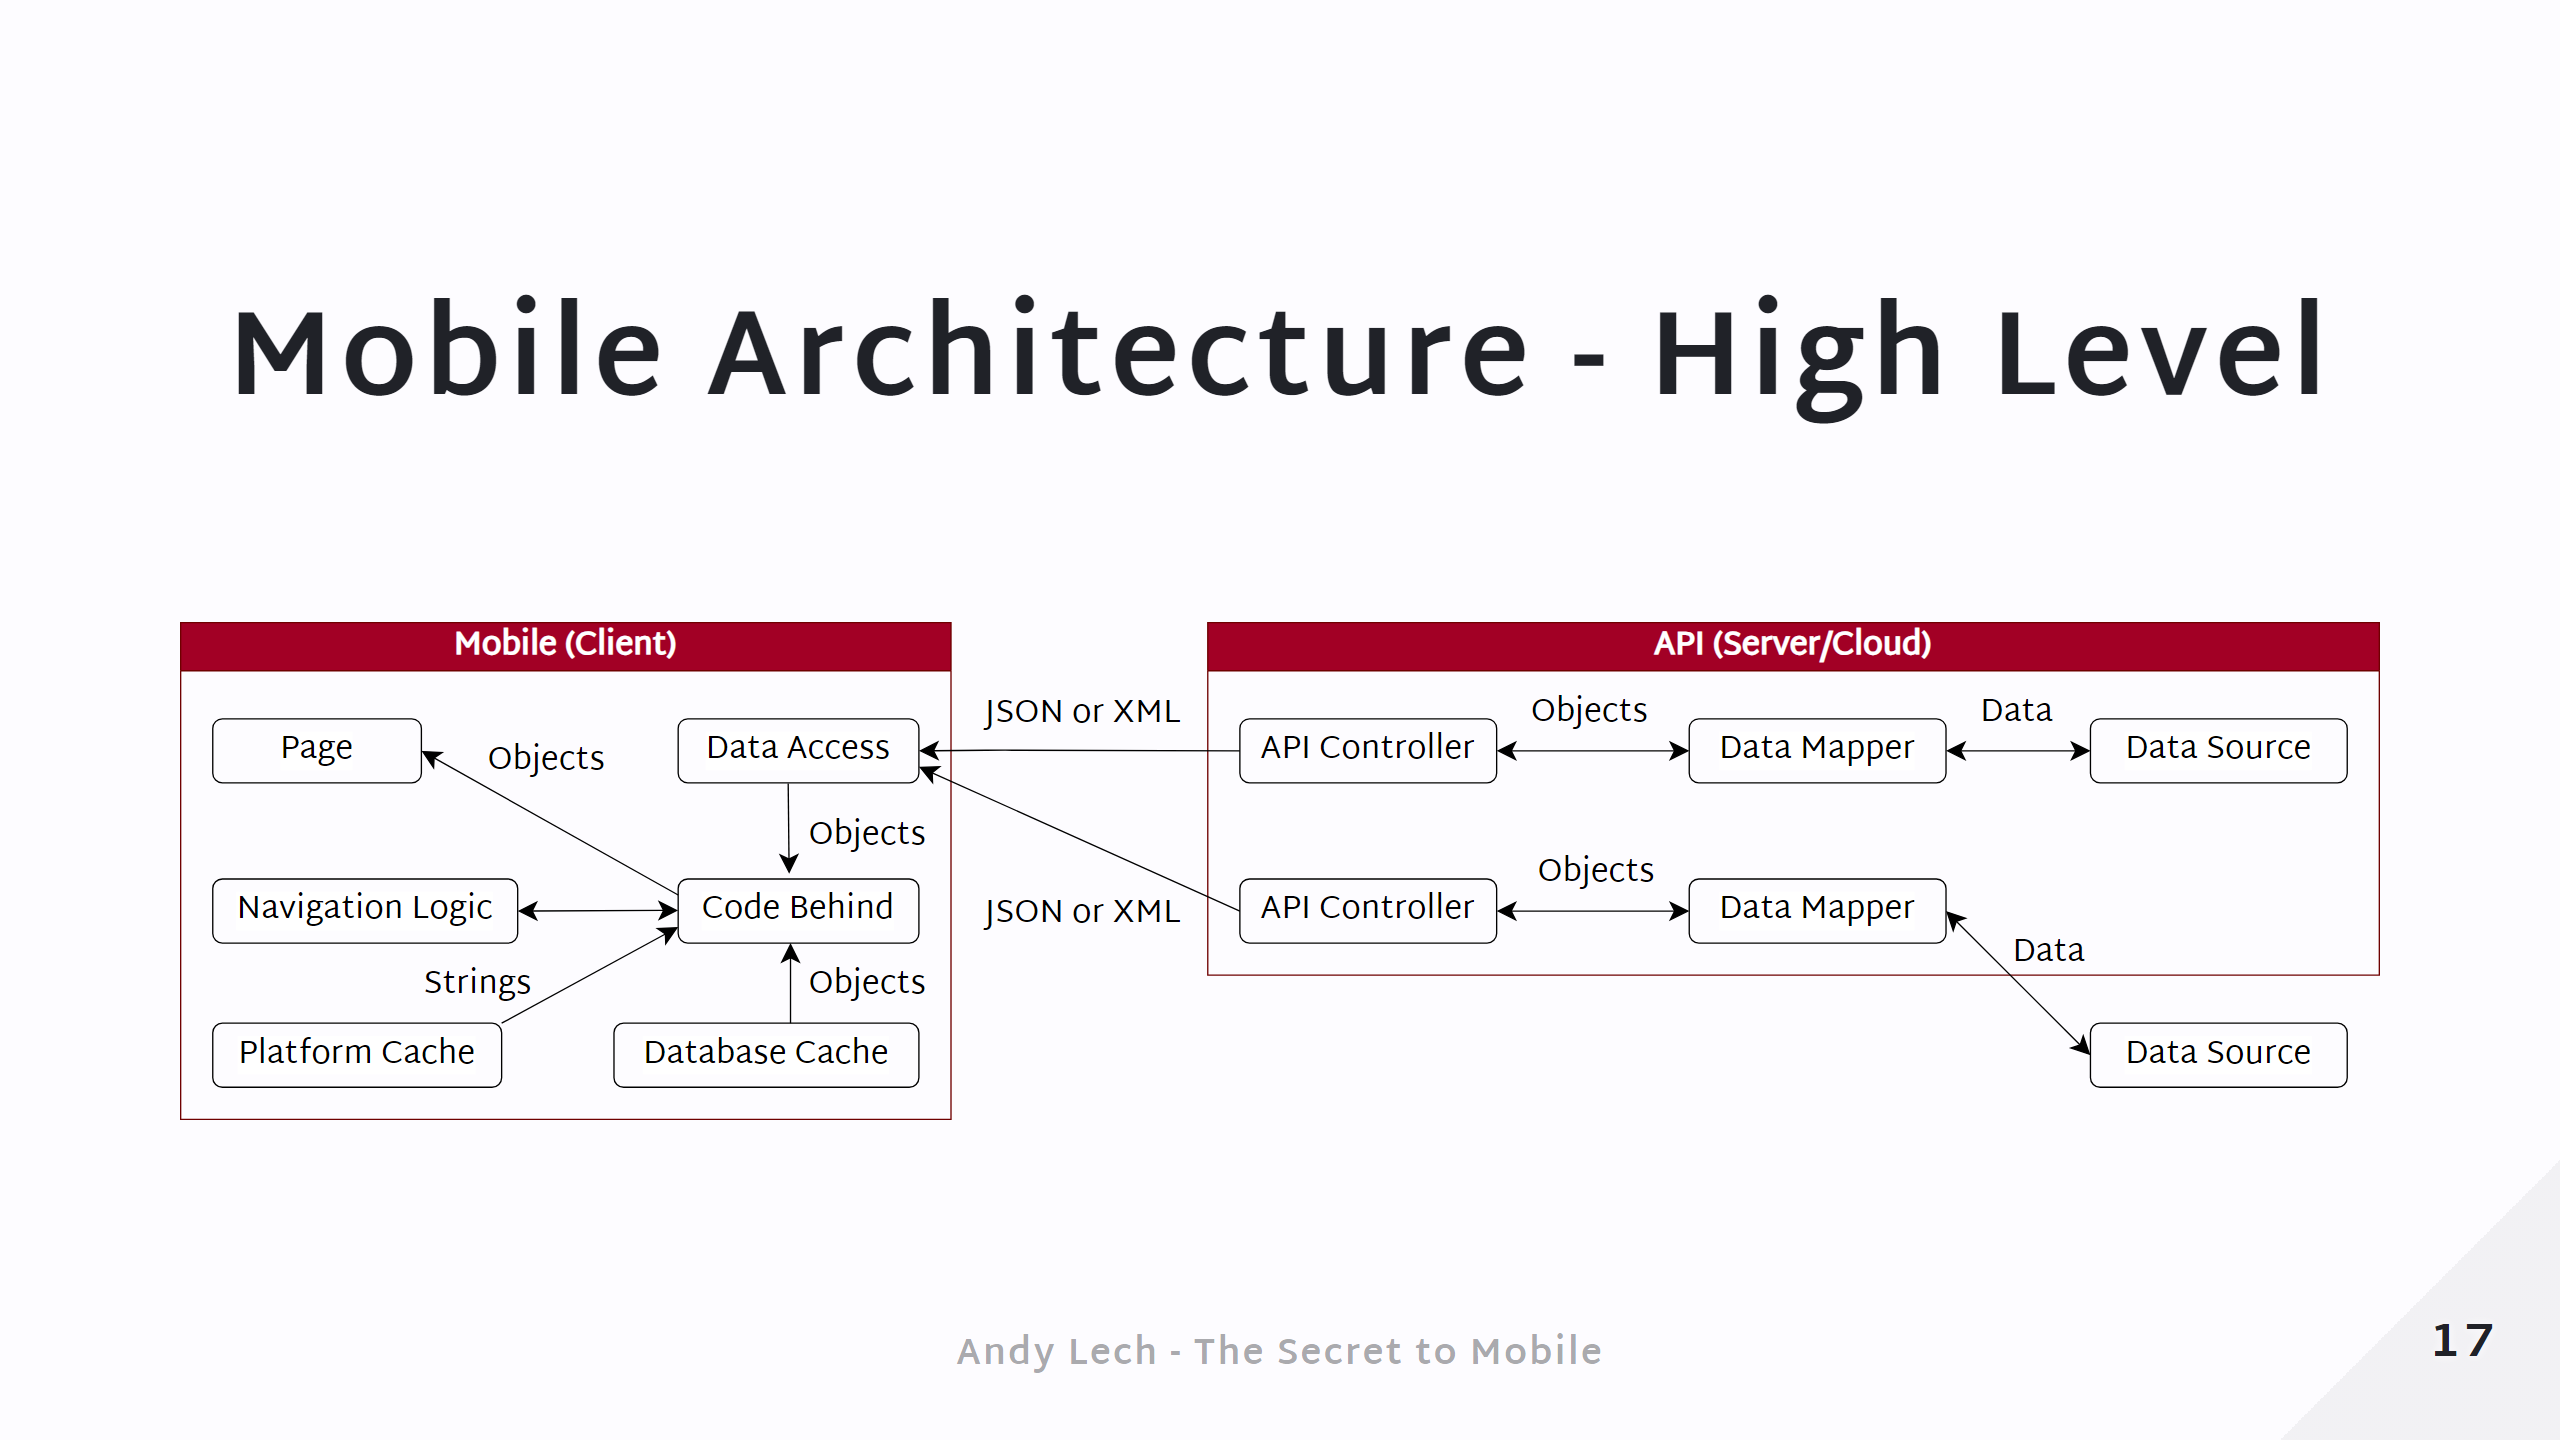 Mobile Architecture - High Level
Mobile (Client)
Page
Objects
Data Access
Objects
Navigation Logic
Code Behind
Strings
Objects
Platform Cache
Database Cache
JSON or XML
JSON or XML
API (Server/Cloud)
API Controller
Objects
Data Mapper
Data
Data Source
API Controller
Objects
Data Mapper
Data
Data Source
Andy Lech - The Secret to Mobile
17